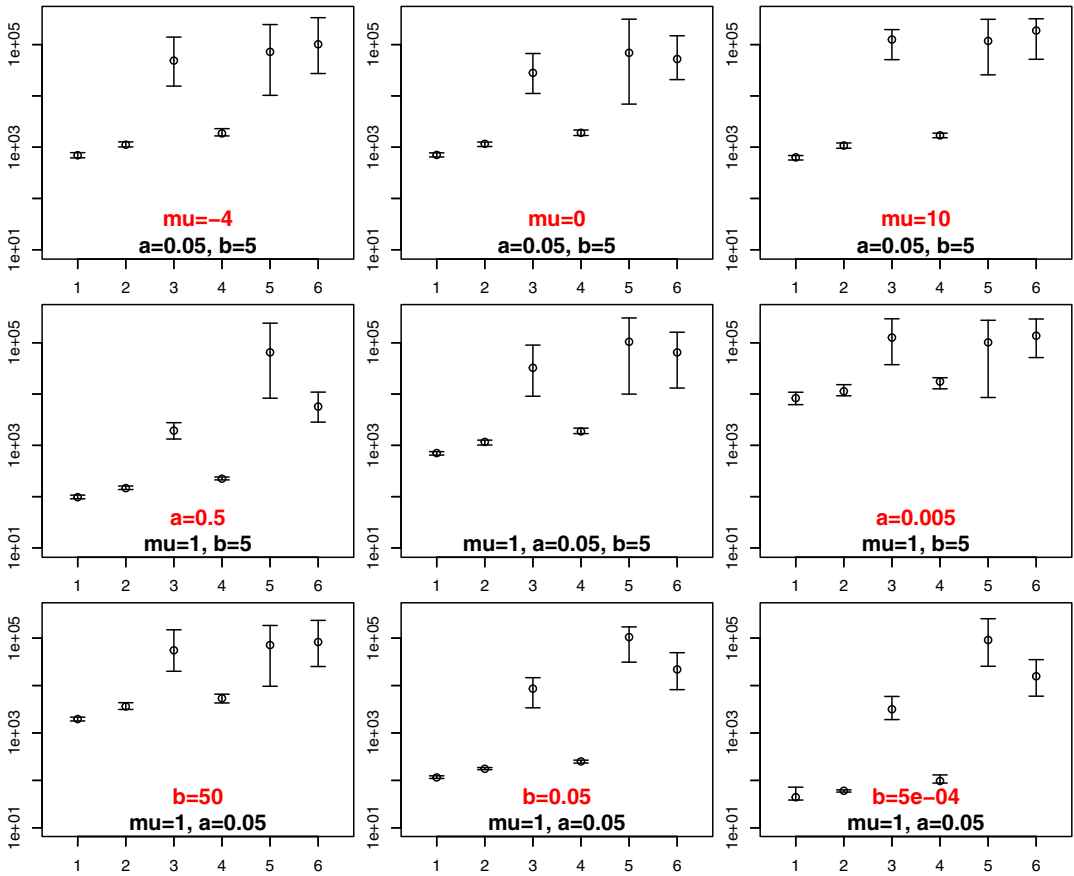 1e+05
1e+03
1e+01
mu=−4
a=0.05, b=5
1 2 3 4 5 6
1e+05
1e+03
1e+01
mu=0
a=0.05, b=5
1 2 3 4 5 6
1e+05
1e+03
1e+01
mu=10
a=0.05, b=5
1 2 3 4 5 6
1e+05
1e+03
1e+01
a=0.5
mu=1, b=5
1 2 3 4 5 6
1e+05
1e+03
1e+01
mu=1, a=0.05, b=5
1 2 3 4 5 6
1e+05
1e+03
1e+01
a=0.005
mu=1, b=5
1 2 3 4 5 6
1e+05
1e+03
1e+01
b=50
mu=1, a=0.05
1 2 3 4 5 6
1e+05
1e+03
1e+01
b=0.05
mu=1, a=0.05
1 2 3 4 5 6
1e+05
1e+03
1e+01
b=5e−04
mu=1, a=0.05
1 2 3 4 5 6